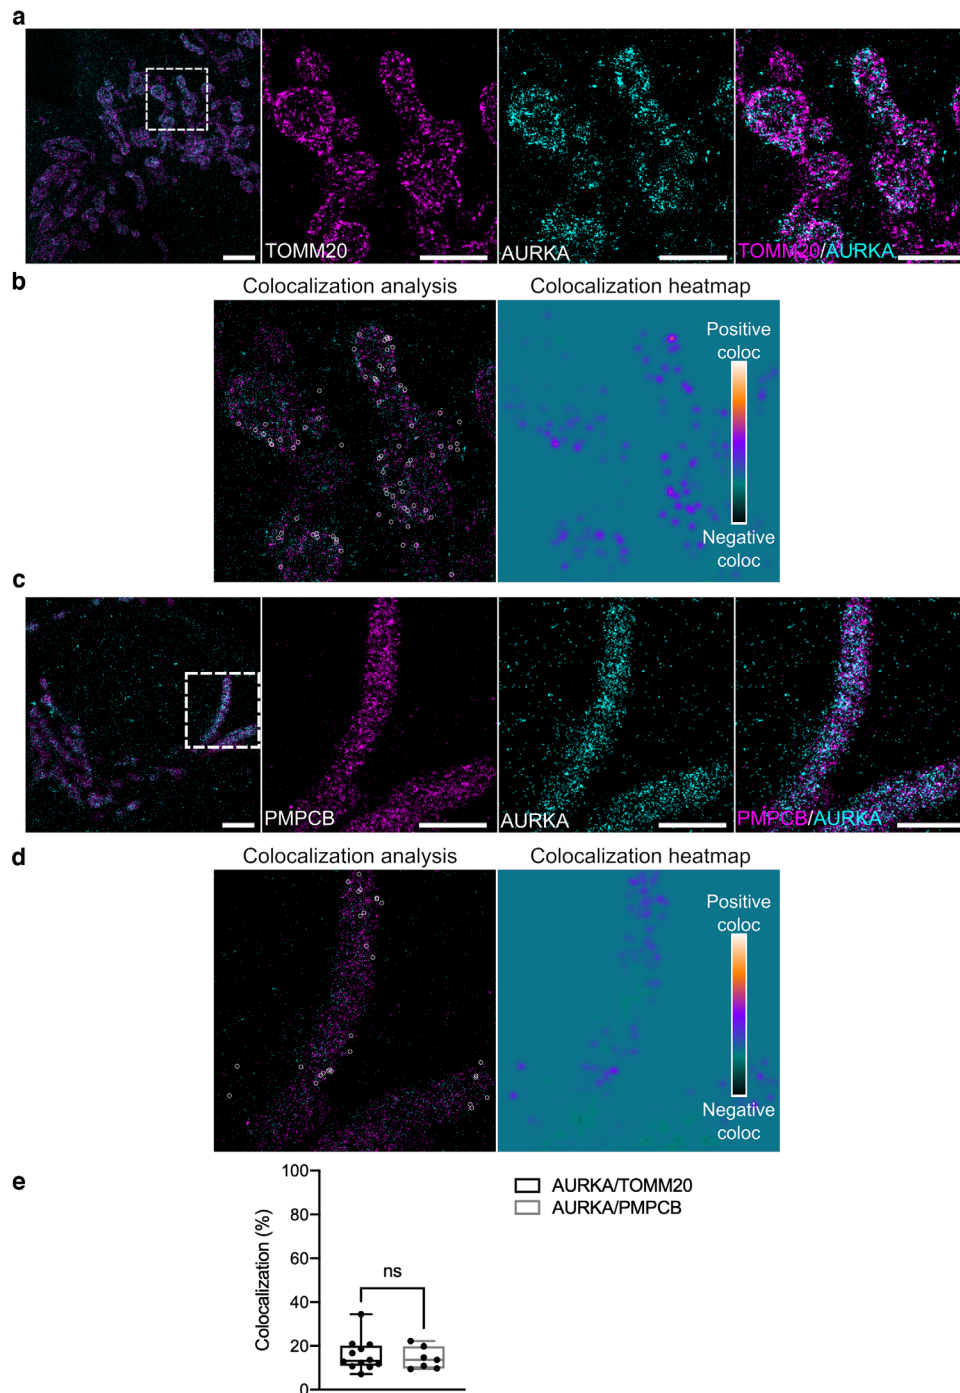 a
TOMM20
AURKA
TOMM20/AURKA
b
Colocalization analysis
Colocalization heatmap
Positive
coloc
Negative
coloc
c
PMPCB
AURKA
PMPCB/AURKA
d
Colocalization analysis
Colocalization heatmap
Positive
coloc
Negative
coloc
e
Colocalization (%)
100
80
60
40
20
0
ns
AURKA/TOMM20
AURKA/PMPCB